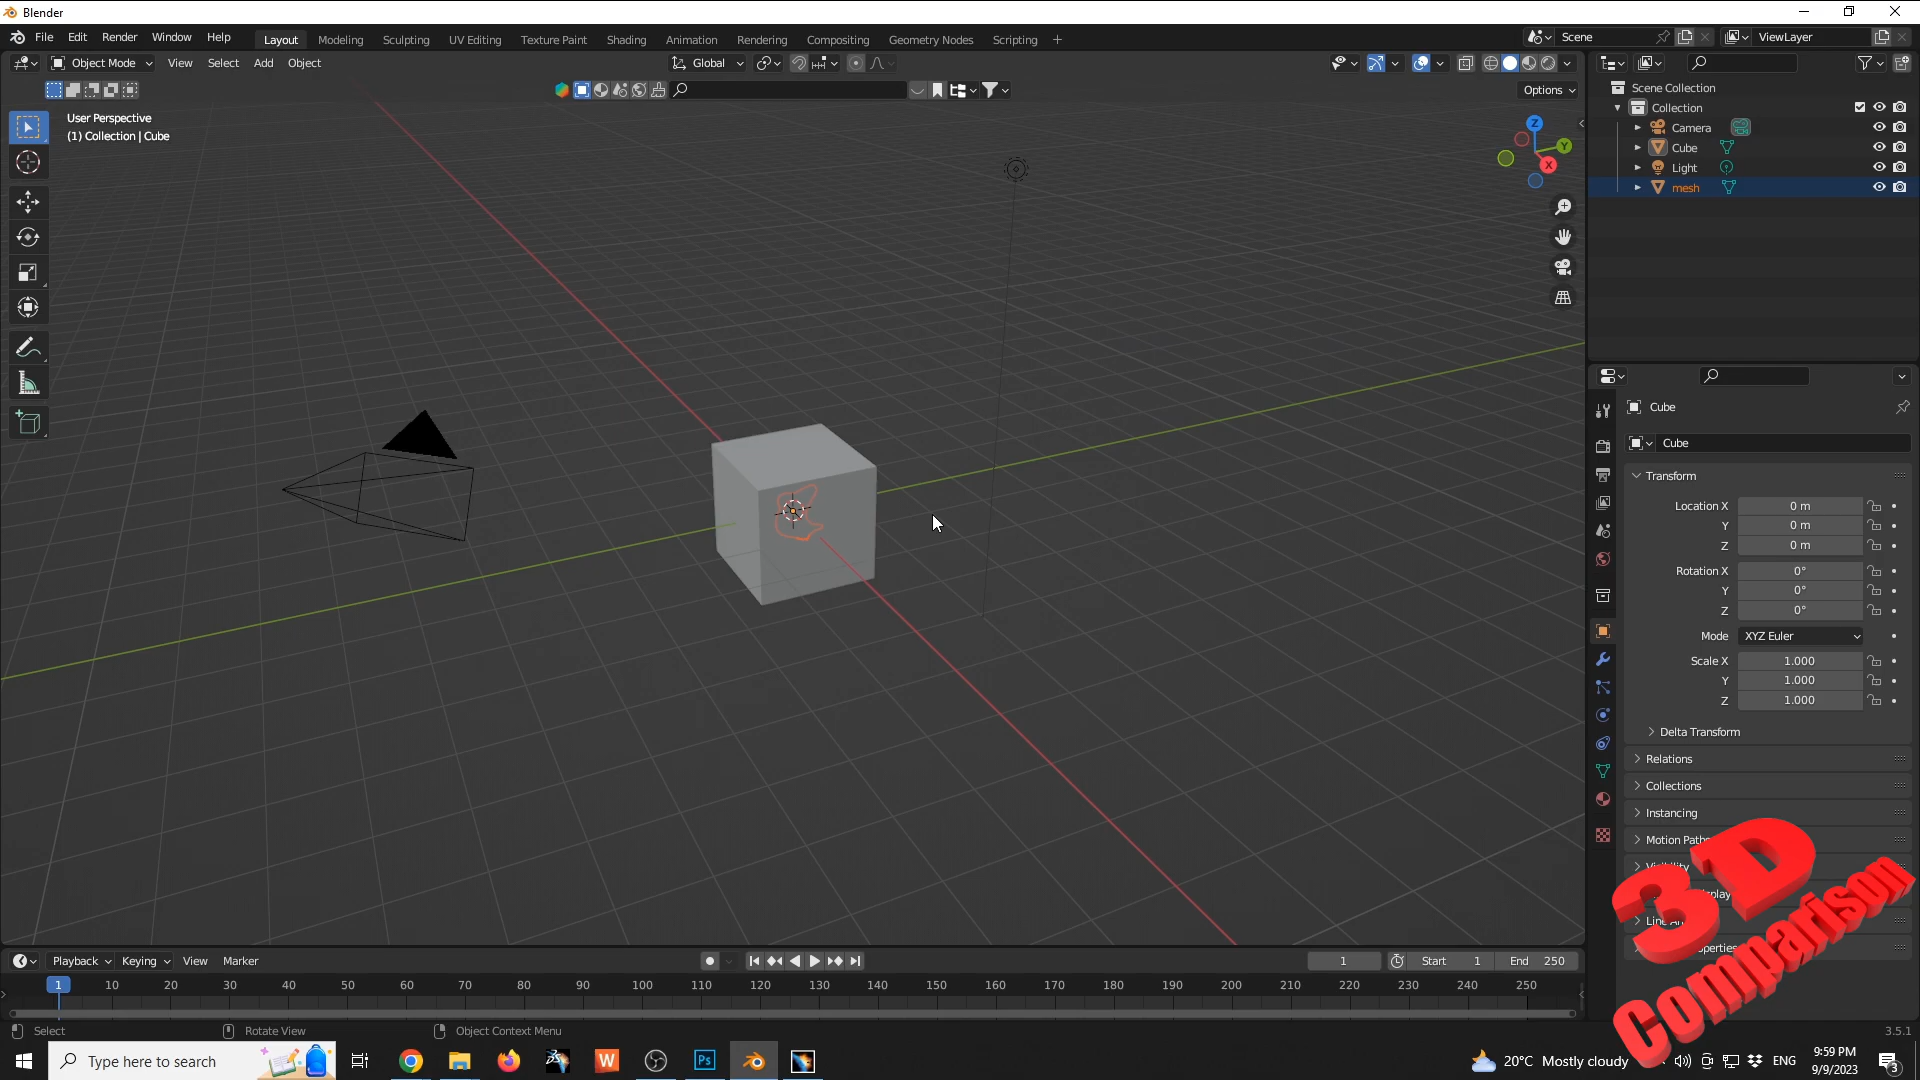 Blender
File Edit Render Window Help Layout Modeling Sculpting UV Editing Texture Paint Shading Animation Rendering Compositing Geometry Nodes Scripting + Scene ViewLayer
Object Mode View Select Add Object Global
Options
User Perspective
(1) Collection | Cube
Z
Y
X
Scene Collection
Collection
Camera
Cube
Light
mesh
Cube
Cube
Transform
Location X 0 m
Y 0 m
Z 0 m
Rotation X 0°
Y 0°
Z 0°
Mode XYZ Euler
Scale X 1.000
Y 1.000
Z 1.000
Delta Transform
Relations
Collections
Instancing
Motion Paths
3D
Comparison
Playback Keying View Marker 1 Start 1 End 250
1 10 20 30 40 50 60 70 80 90 100 110 120 130 140 150 160 170 180 190 200 210 220 230 240 250
Select Rotate View Object Context Menu 3.5.1
Type here to search W Ps 20°C Mostly cloudy ENG 9:59 PM
9/9/2023
3